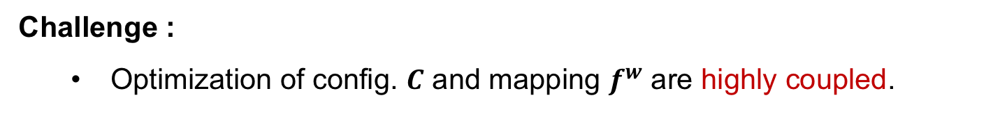 Challenge :
• Optimization of config. C and mapping f^w are highly coupled.